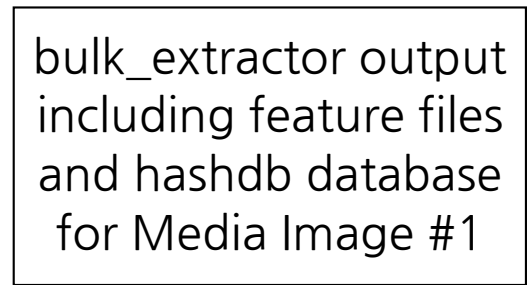 bulk_extractor output
including feature files
and hashdb database
for Media Image #1